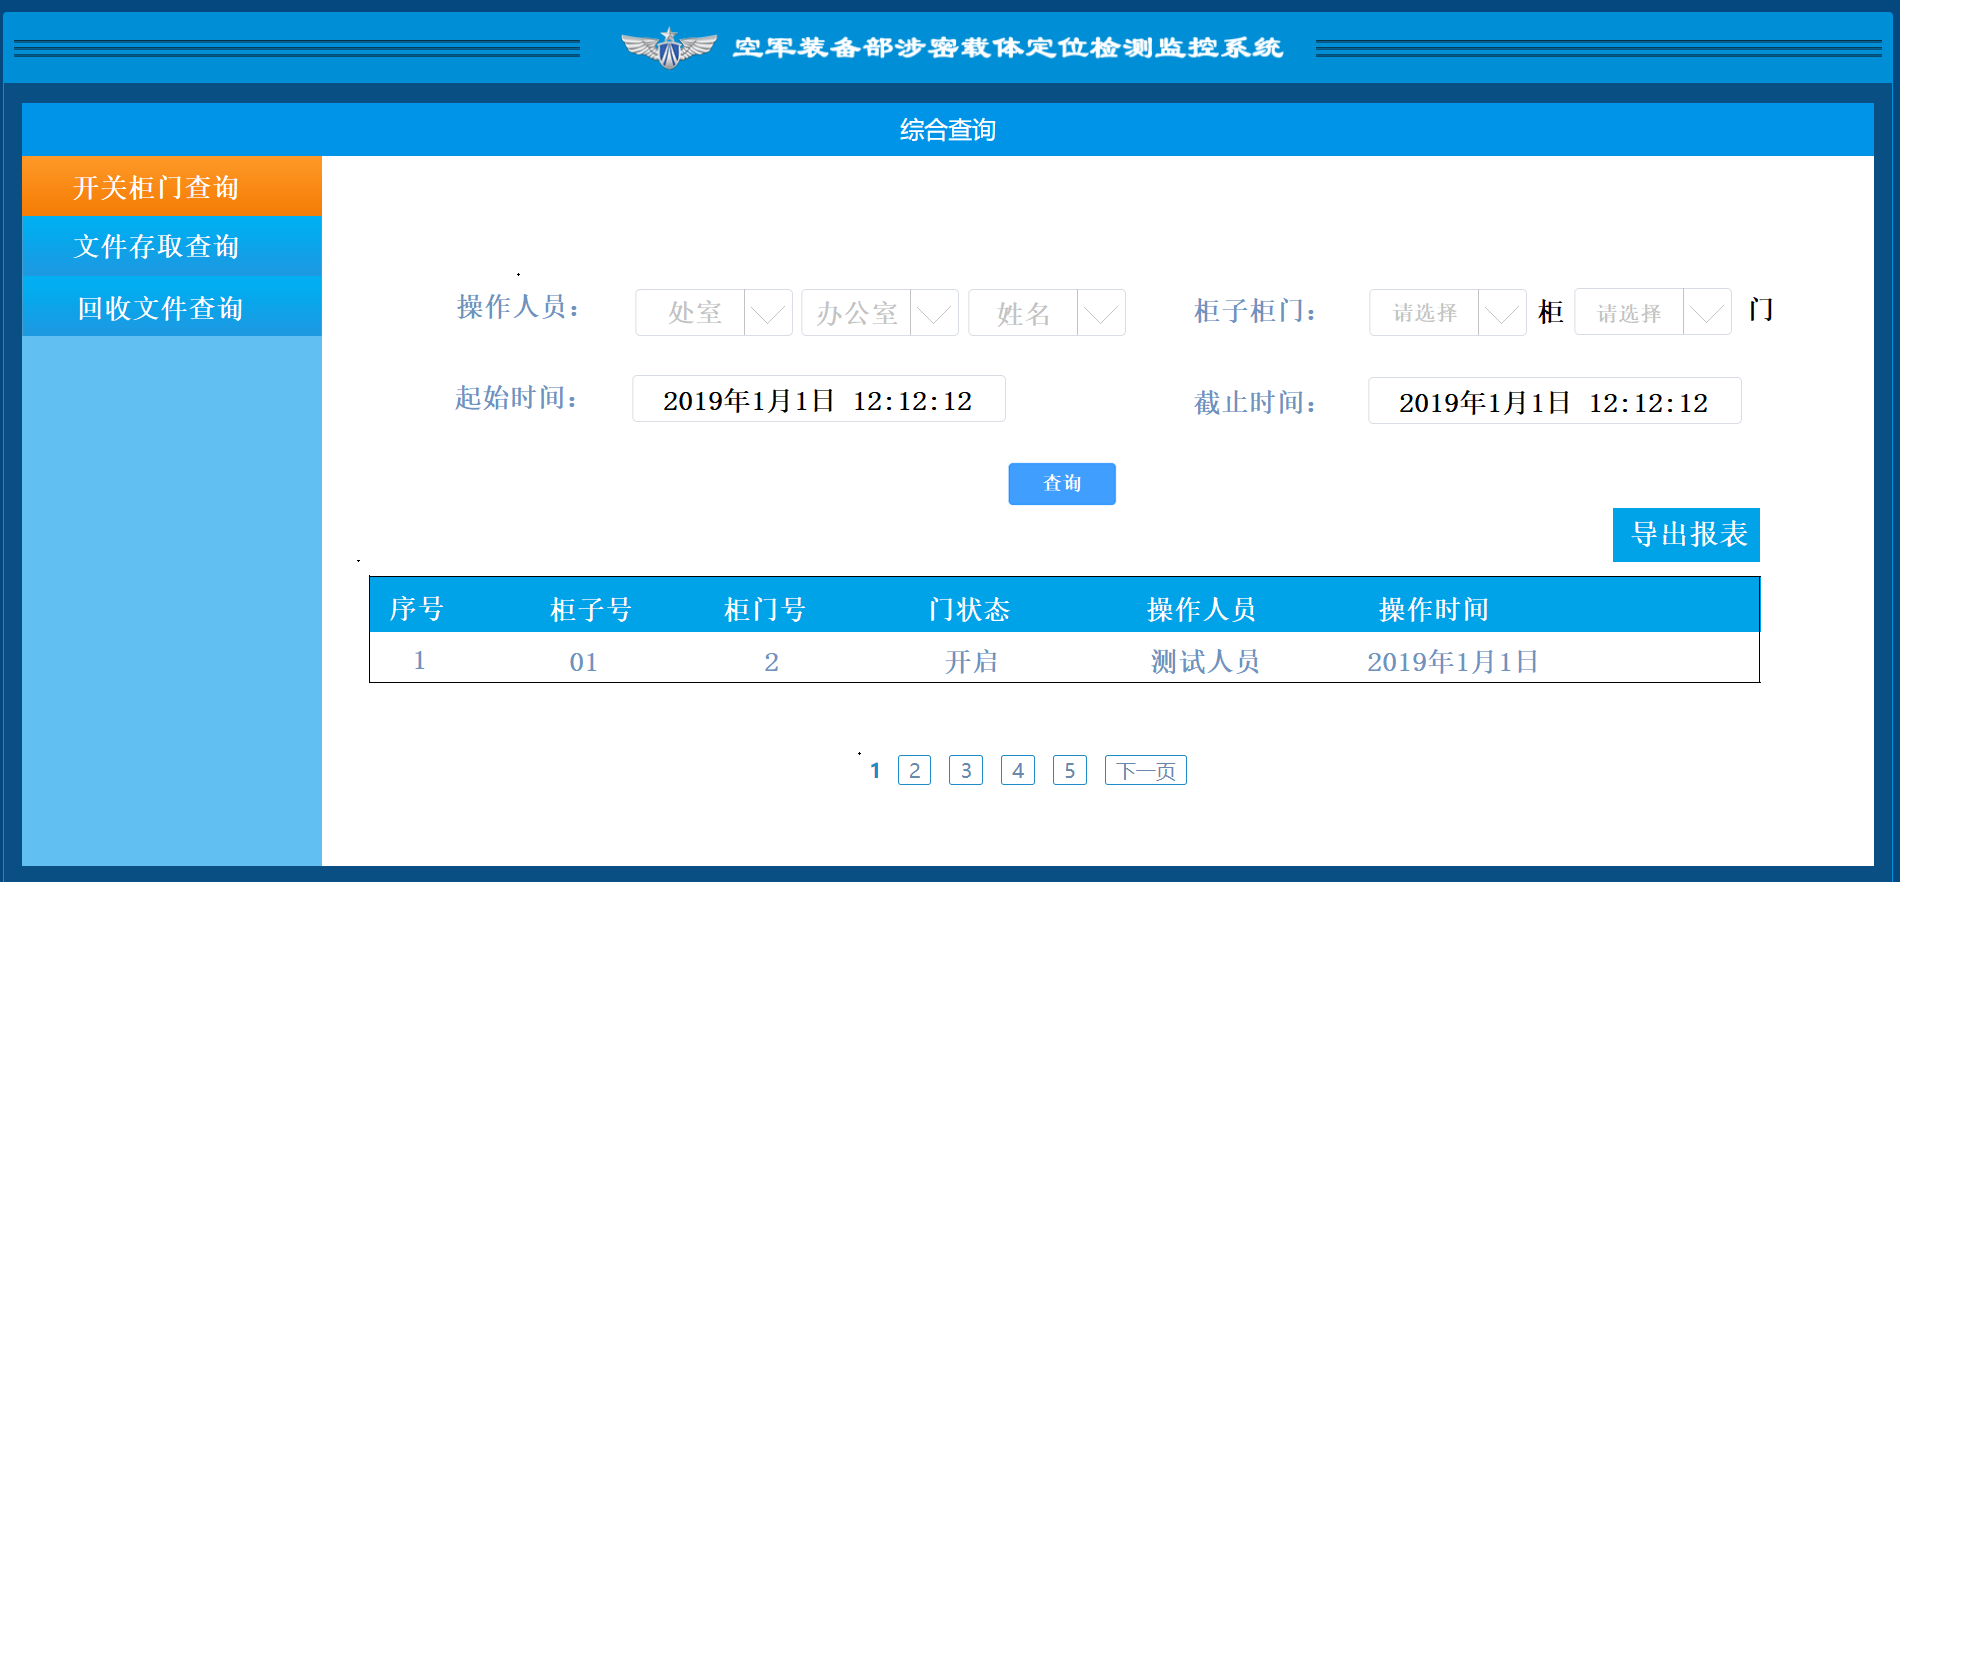 空军装备部涉密载体定位检测监控系统
综合查询
开关柜门查询
文件存取查询
回收文件查询
操作人员： 处室 办公室 姓名 柜子柜门： 请选择 柜 请选择 门
起始时间： 2019年1月1日 12:12:12 截止时间： 2019年1月1日 12:12:12
查询
导出报表
序号 柜子号 柜门号 门状态 操作人员 操作时间
1 01 2 开启 测试人员 2019年1月1日
1 2 3 4 5 下一页